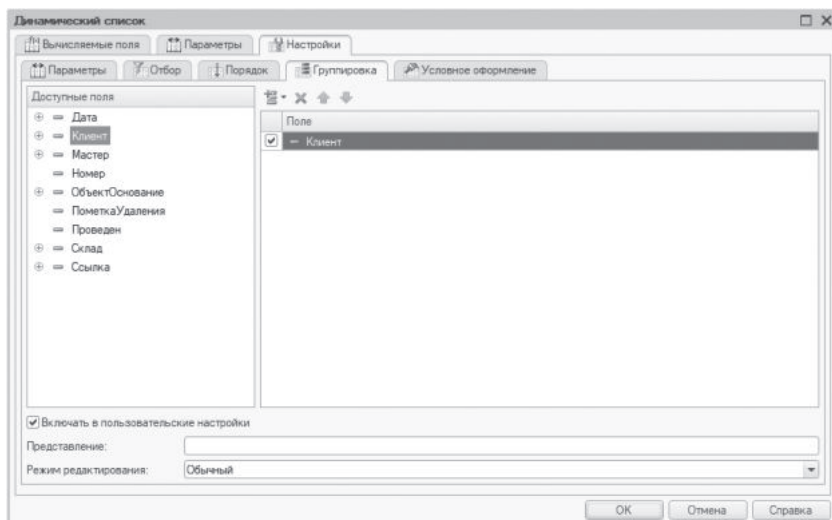 Динамический список
Вычисляемые поля Параметры Настройки
Параметры Отбор Порядок Группировка Условное оформление
Доступные поля
Поле
Дата
Клиент
Клиент
Мастер
Номер
ОбъектОснование
ПометкаУдаления
Проведен
Склад
Ссылка
Включать в пользовательские настройки
Представление:
Режим редактирования: Обычный
ОК Отмена Справка